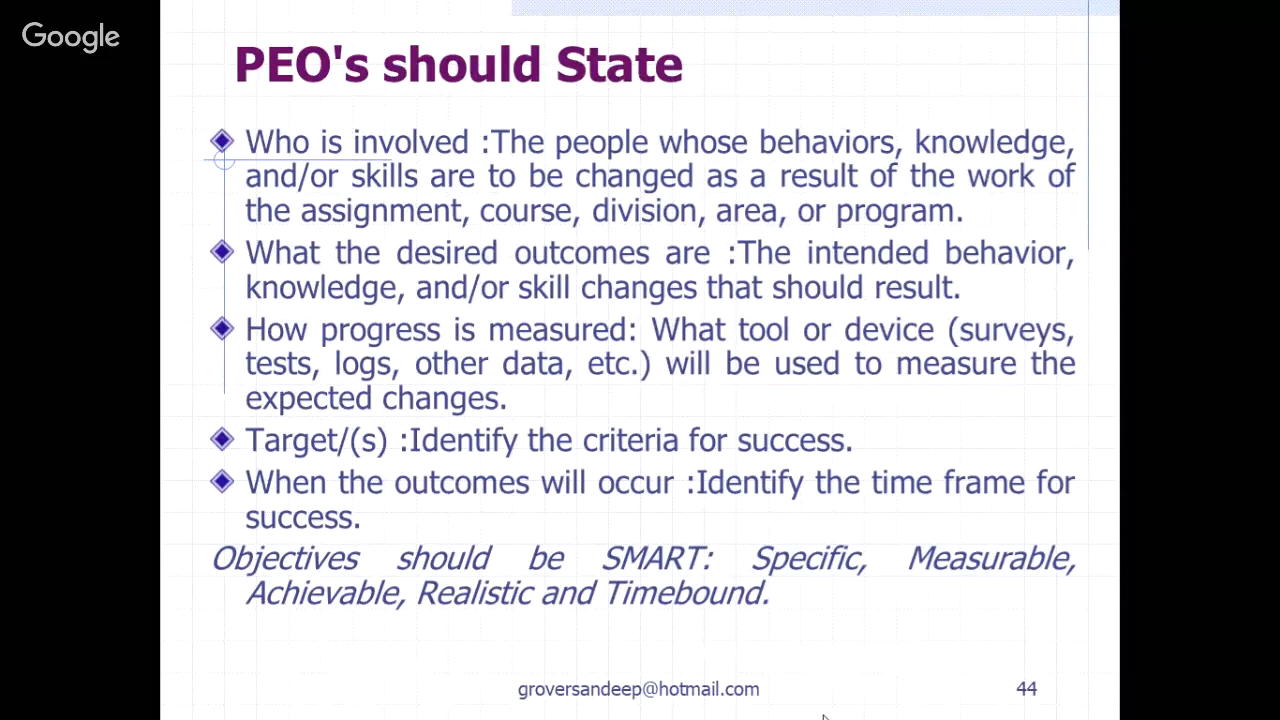 Google
PEO's should State
Who is involved :The people whose behaviors, knowledge,
and/or skills are to be changed as a result of the work of
the assignment, course, division, area, or program.
What the desired outcomes are :The intended behavior,
knowledge, and/or skill changes that should result.
How progress is measured: What tool or device (surveys,
tests, logs, other data, etc.) will be used to measure the
expected changes.
Target/(s) :Identify the criteria for success.
When the outcomes will occur :Identify the time frame for
success.
Objectives should be SMART: Specific, Measurable,
Achievable, Realistic and Timebound.
groversandeep@hotmail.com 44